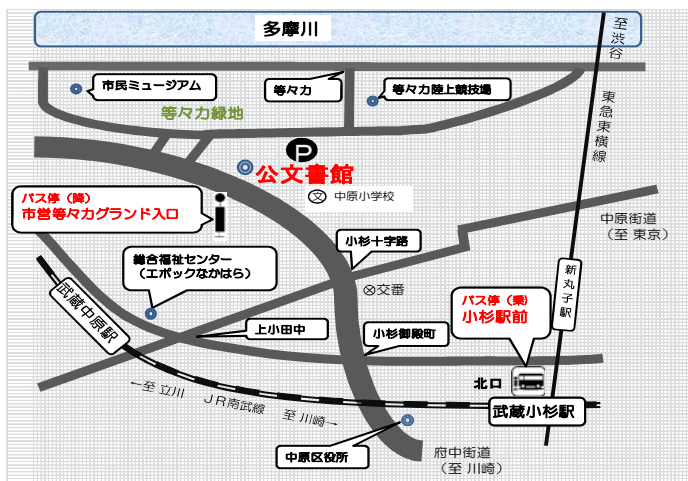 多摩川
至渋谷
市民ミュージアム
等々力
等々力陸上競技場
東急東横線
等々力緑地
P
公文書館
文 中原小学校
バス停（降）
市営等々力グランド入口
中原街道
（至 東京）
小杉十字路
総合福祉センター
（エポックなかはら）
交番
新丸子駅
バス停（乗）
小杉駅前
武蔵中原駅
上小田中
小杉御殿町
北口
←至 立川 ＪＲ南武線 至 川崎→
武蔵小杉駅
中原区役所
府中街道
（至 川崎）